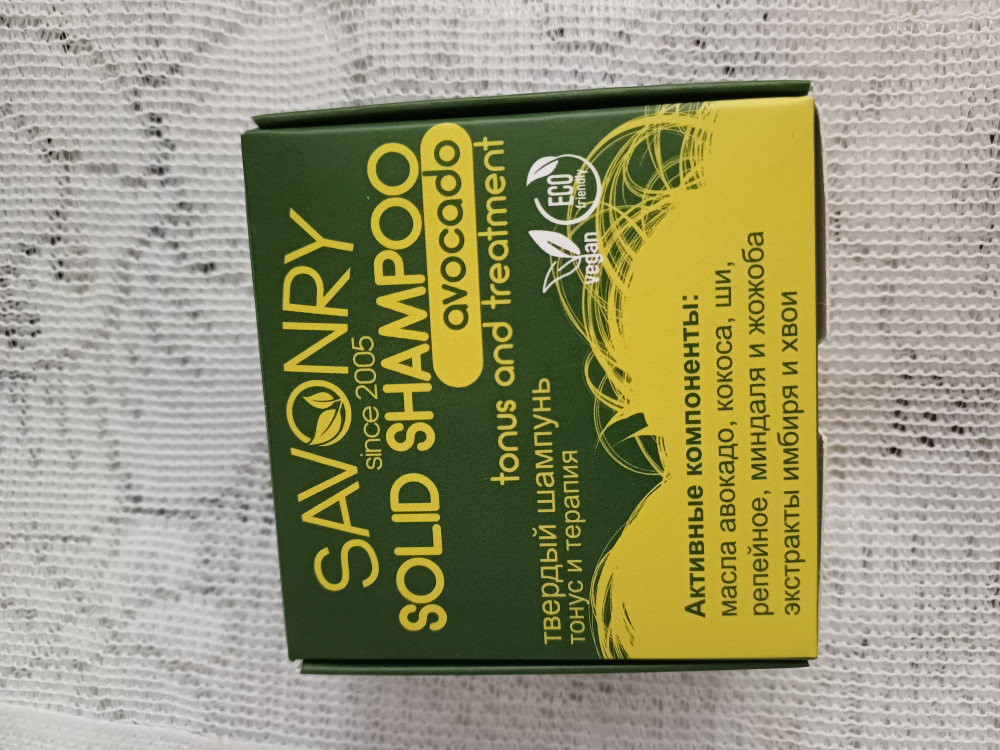 SAVONRY
since 2005
SOLID SHAMPOO
avocado
tonus and treatment
твердый шампунь
тонус и терапия
vegan
ECO
friendly
Активные компоненты:
масла авокадо, кокоса, ши,
репейное, миндаля и жожоба
экстракты имбиря и хвои